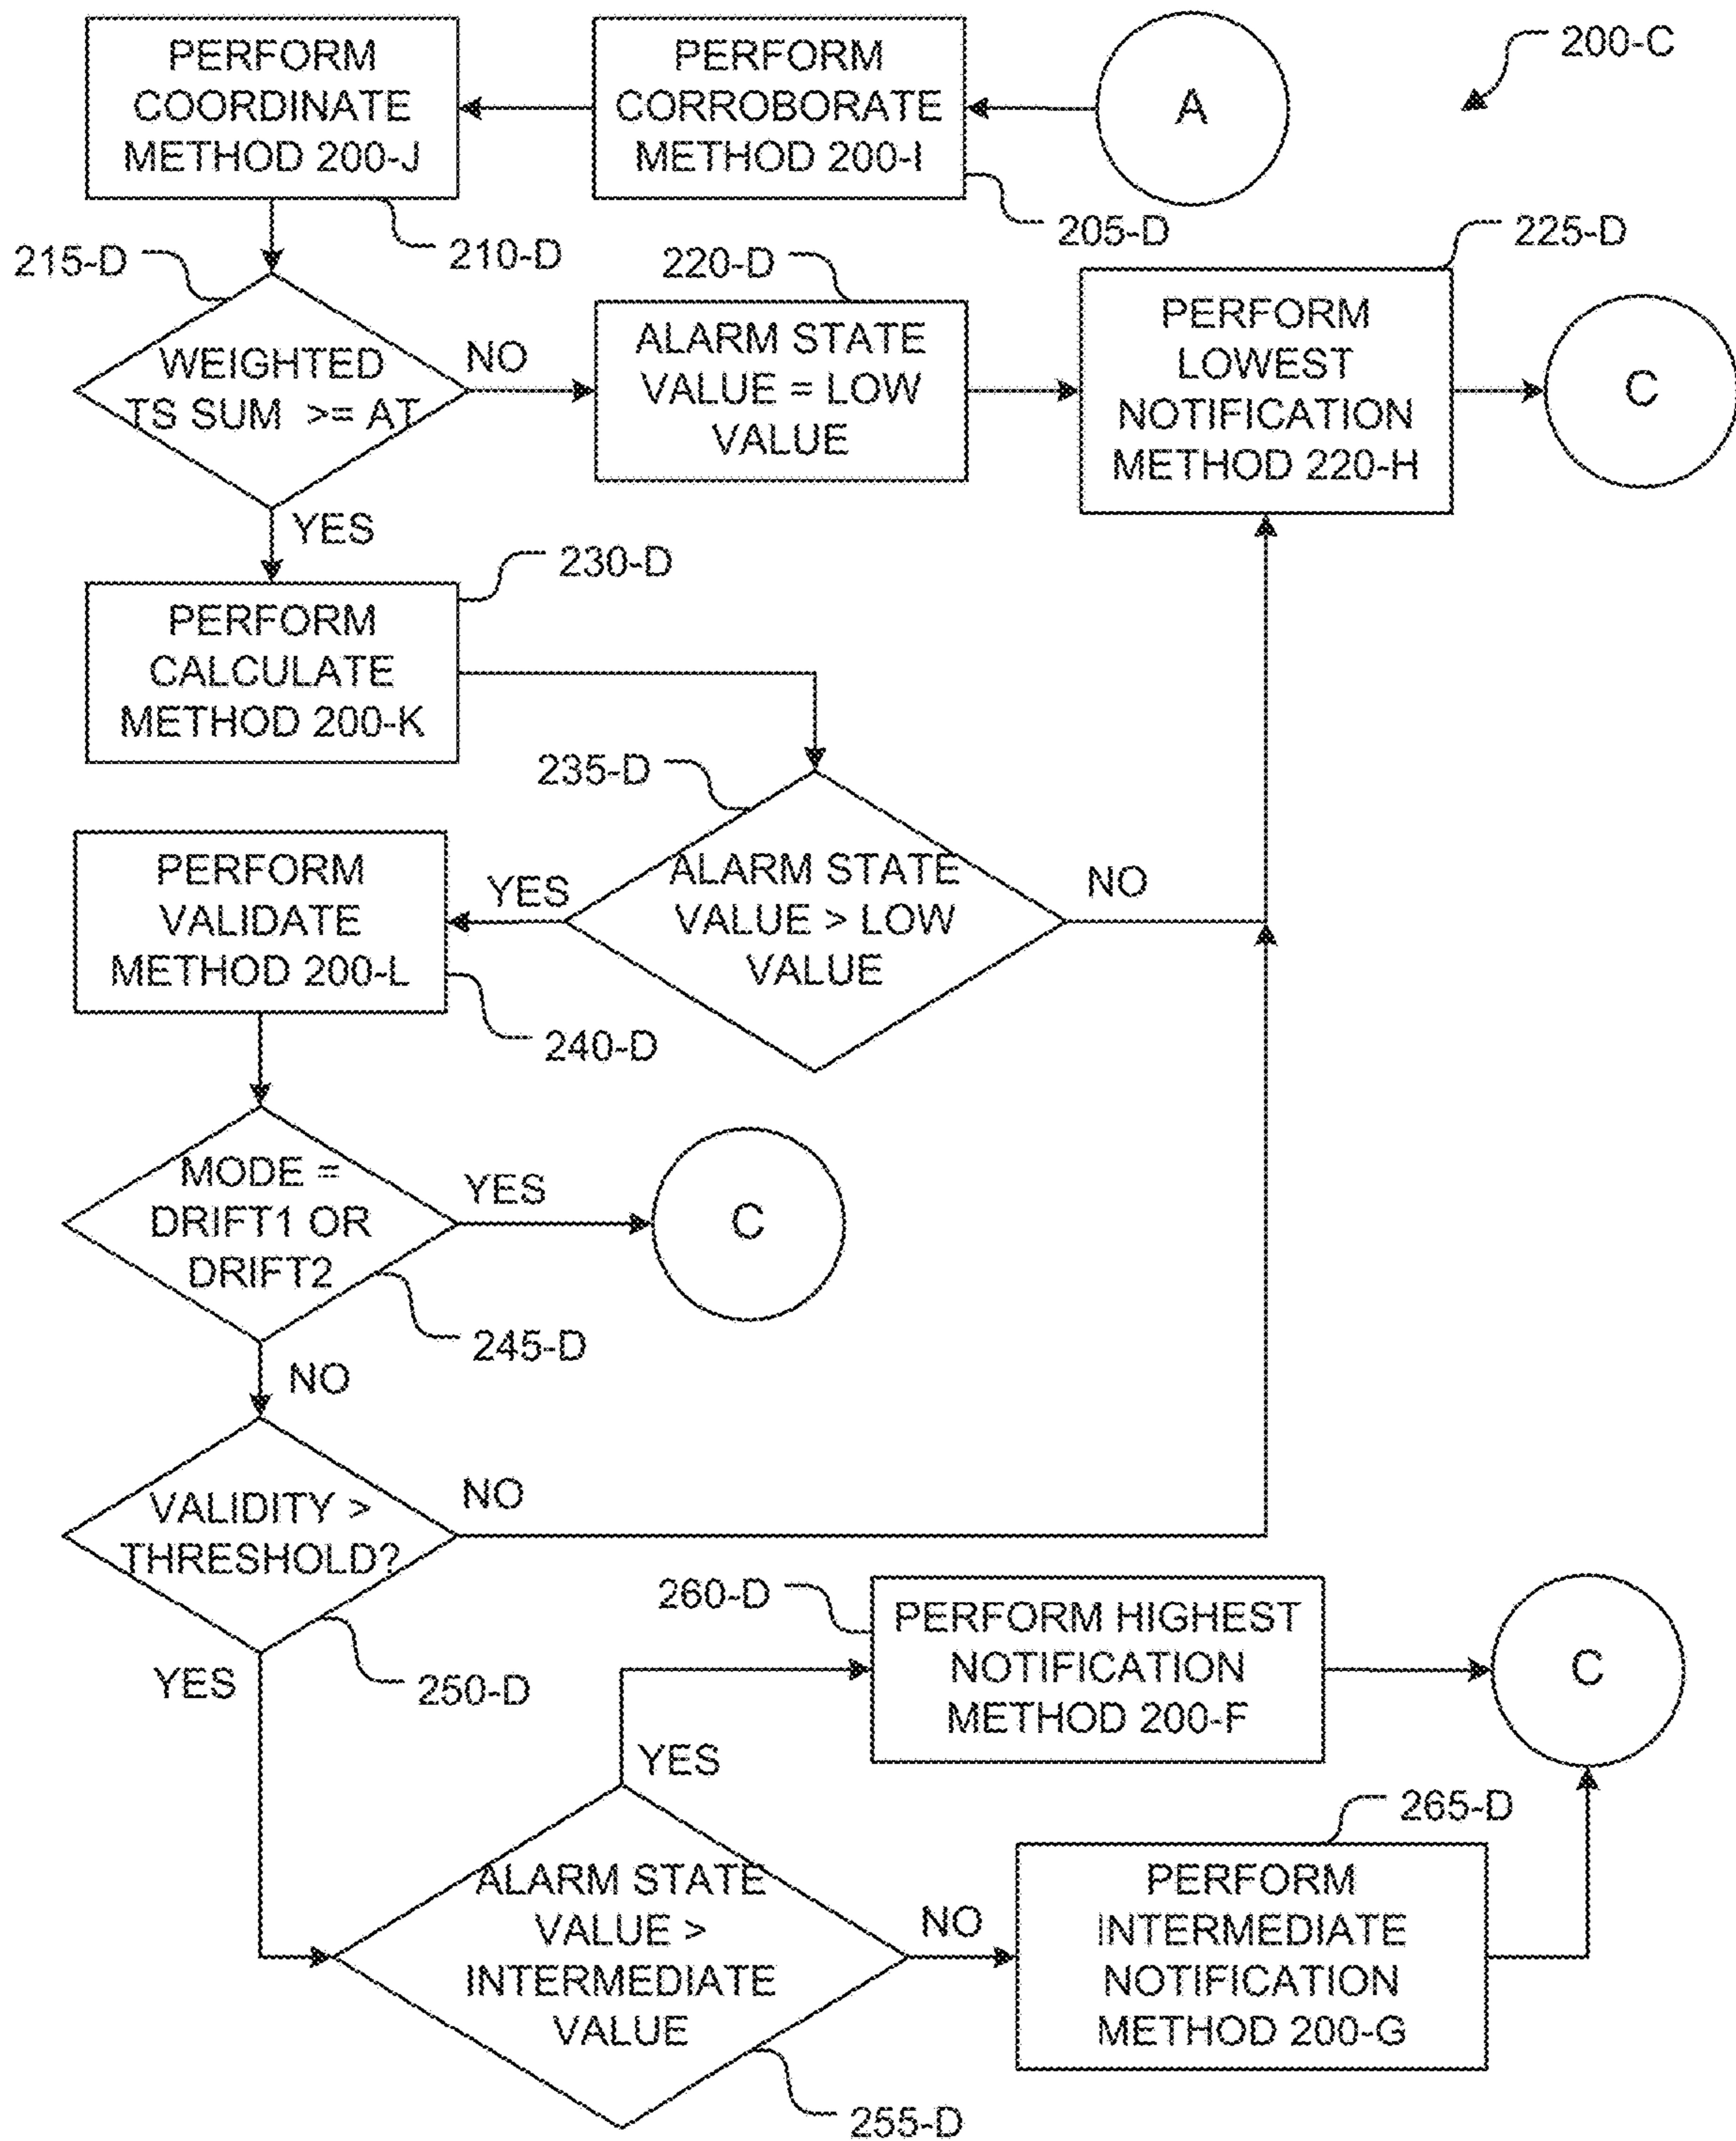 PERFORM
COORDINATE
METHOD 200-J
PERFORM
CORROBORATE
METHOD 200-I
A
200-C
205-D
210-D
215-D
WEIGHTED
TS SUM >= AT
NO
220-D
ALARM STATE
VALUE = LOW
VALUE
225-D
PERFORM
LOWEST
NOTIFICATION
METHOD 220-H
C
YES
230-D
PERFORM
CALCULATE
METHOD 200-K
235-D
ALARM STATE
VALUE > LOW
VALUE
NO
YES
PERFORM
VALIDATE
METHOD 200-L
240-D
MODE =
DRIFT1 OR
DRIFT2
YES
C
245-D
NO
VALIDITY >
THRESHOLD?
NO
250-D
YES
260-D
PERFORM HIGHEST
NOTIFICATION
METHOD 200-F
C
YES
ALARM STATE
VALUE >
INTERMEDIATE
VALUE
NO
265-D
PERFORM
INTERMEDIATE
NOTIFICATION
METHOD 200-G
255-D